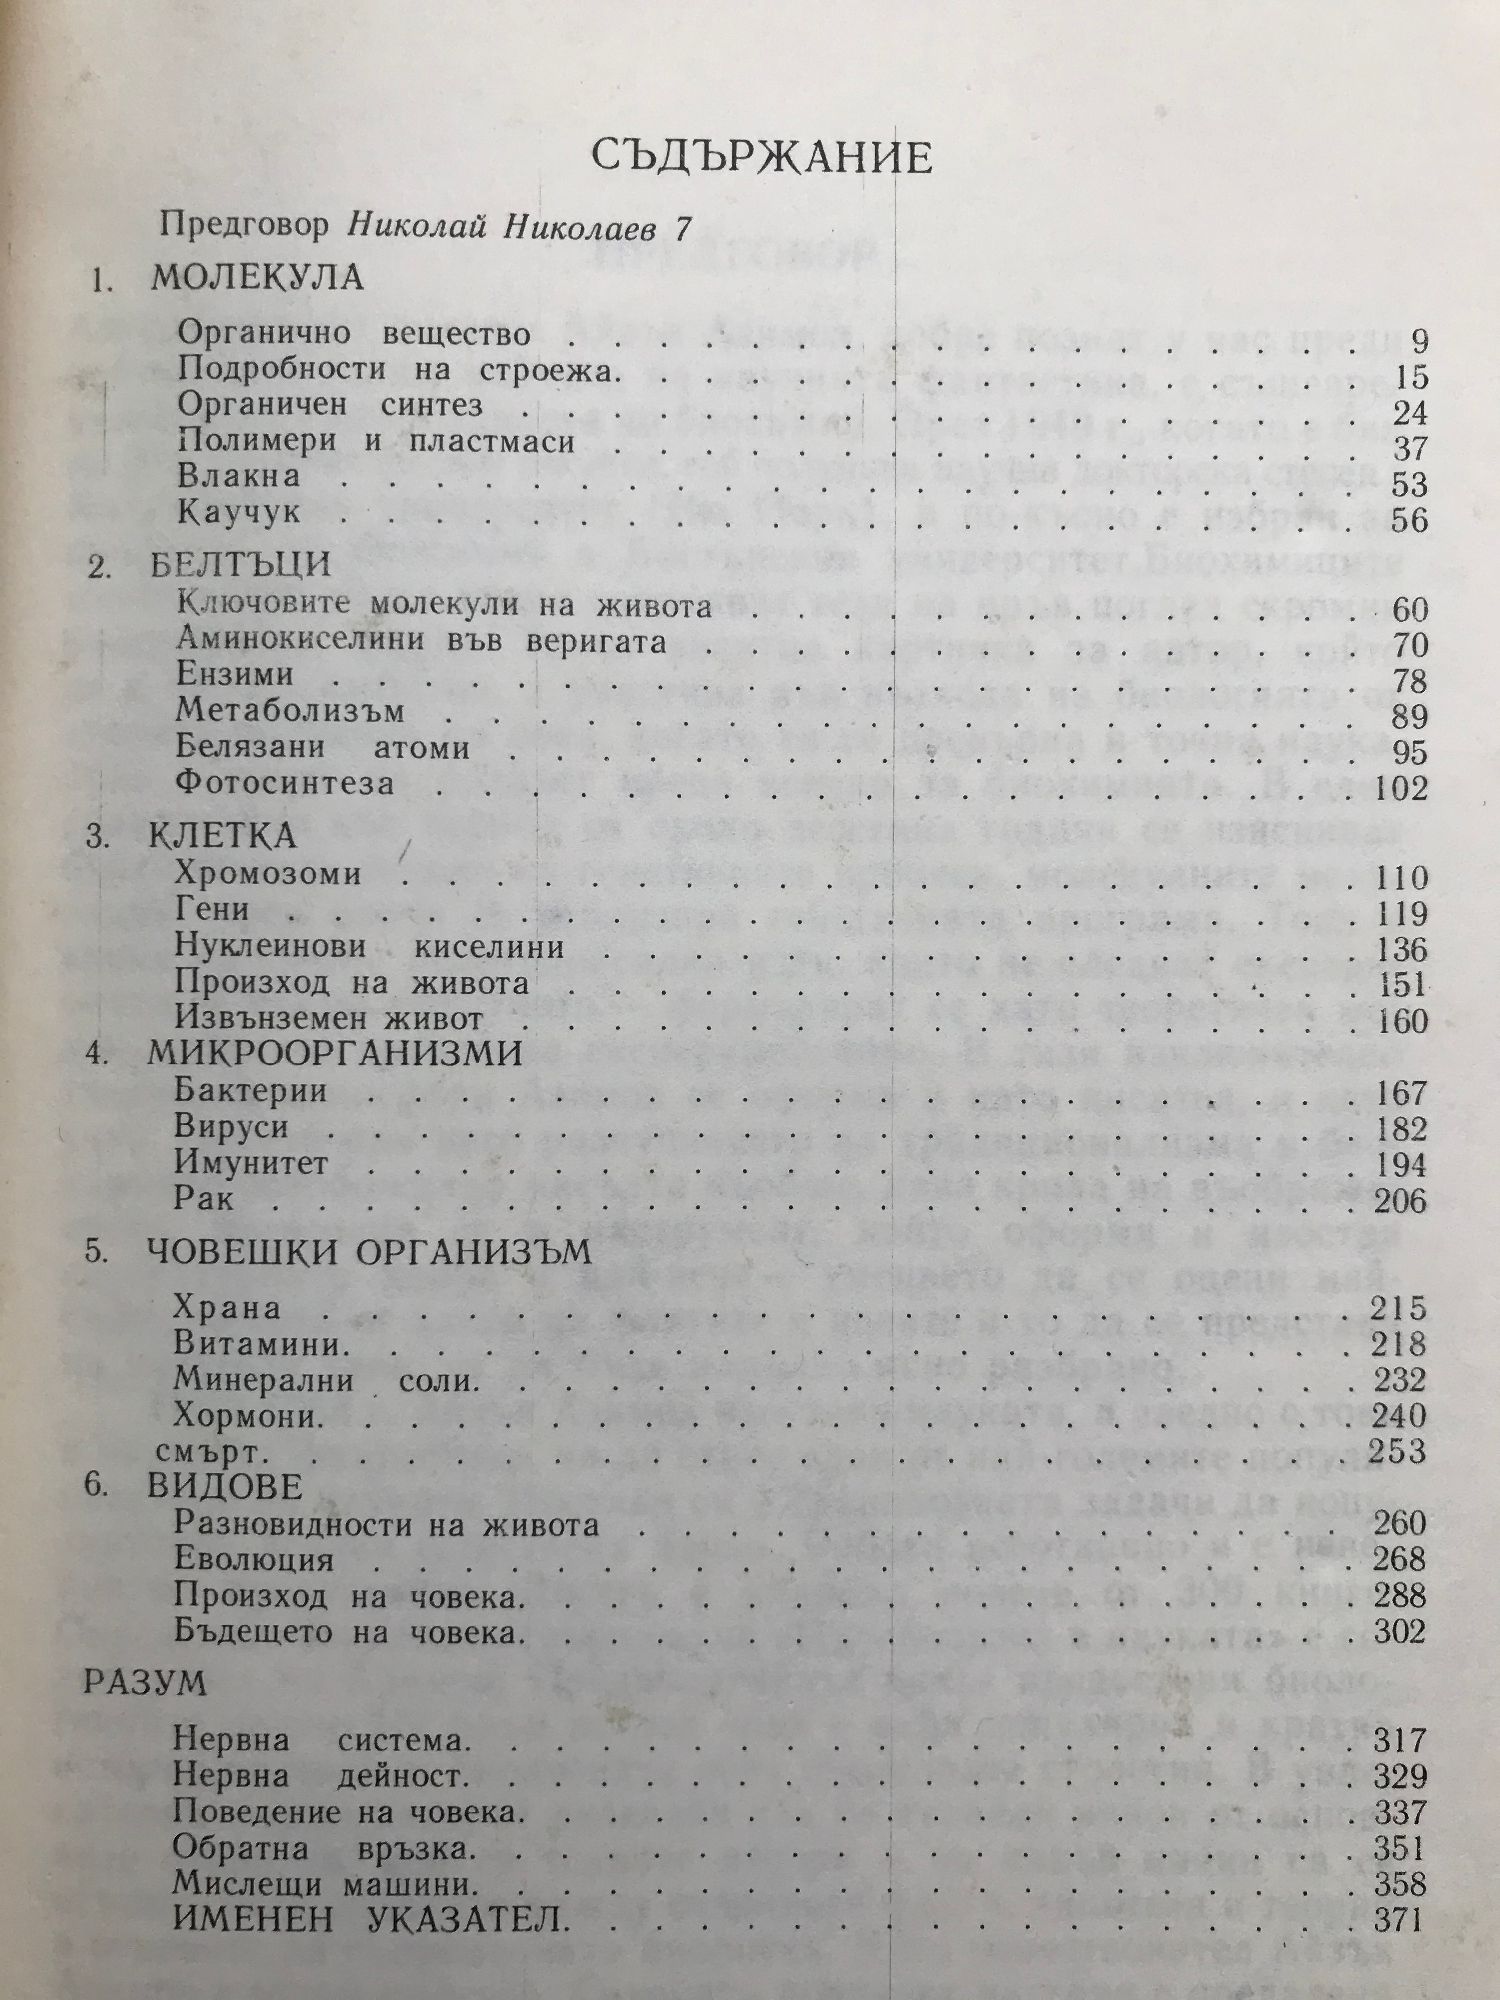 СЪДЪРЖАНИЕ
Предговор Николай Николаев 7
1. МОЛЕКУЛА
Органично вещество . . . . . . . . . . . . . . . . . . . . . 9
Подробности на строежа. . . . . . . . . . . . . . . . . . . . 15
Органичен синтез . . . . . . . . . . . . . . . . . . . . . . 24
Полимери и пластмаси . . . . . . . . . . . . . . . . . . . . 37
Влакна . . . . . . . . . . . . . . . . . . . . . . . . . . . 53
Каучук . . . . . . . . . . . . . . . . . . . . . . . . . . . 56
2. БЕЛТЪЦИ
Ключовите молекули на живота . . . . . . . . . . . . . . . . 60
Аминокиселини във веригата . . . . . . . . . . . . . . . . . 70
Ензими . . . . . . . . . . . . . . . . . . . . . . . . . . . 78
Метаболизъм . . . . . . . . . . . . . . . . . . . . . . . . 89
Белязани атоми . . . . . . . . . . . . . . . . . . . . . . 95
Фотосинтеза . . . . . . . . . . . . . . . . . . . . . . . . 102
3. КЛЕТКА
Хромозоми . . . . . . . . . . . . . . . . . . . . . . . . . 110
Гени . . . . . . . . . . . . . . . . . . . . . . . . . . . . 119
Нуклеинови киселини . . . . . . . . . . . . . . . . . . . . 136
Произход на живота . . . . . . . . . . . . . . . . . . . . . 151
Извънземен живот . . . . . . . . . . . . . . . . . . . . . . 160
4. МИКРООРГАНИЗМИ
Бактерии . . . . . . . . . . . . . . . . . . . . . . . . . . 167
Вируси . . . . . . . . . . . . . . . . . . . . . . . . . . . 182
Имунитет . . . . . . . . . . . . . . . . . . . . . . . . . . 194
Рак . . . . . . . . . . . . . . . . . . . . . . . . . . . . 206
5. ЧОВЕШКИ ОРГАНИЗЪМ
Храна . . . . . . . . . . . . . . . . . . . . . . . . . . . 215
Витамини. . . . . . . . . . . . . . . . . . . . . . . . . . 218
Минерални соли. . . . . . . . . . . . . . . . . . . . . . . 232
Хормони. . . . . . . . . . . . . . . . . . . . . . . . . . . 240
смърт. . . . . . . . . . . . . . . . . . . . . . . . . . . . 253
6. ВИДОВЕ
Разновидности на живота . . . . . . . . . . . . . . . . . . . 260
Еволюция . . . . . . . . . . . . . . . . . . . . . . . . . . 268
Произход на човека. . . . . . . . . . . . . . . . . . . . . . 288
Бъдещето на човека. . . . . . . . . . . . . . . . . . . . . . 302
РАЗУМ
Нервна система. . . . . . . . . . . . . . . . . . . . . . . . 317
Нервна дейност. . . . . . . . . . . . . . . . . . . . . . . . 329
Поведение на човека. . . . . . . . . . . . . . . . . . . . . . 337
Обратна връзка. . . . . . . . . . . . . . . . . . . . . . . . 351
Мислещи машини. . . . . . . . . . . . . . . . . . . . . . . . 358
ИМЕНЕН УКАЗАТЕЛ. . . . . . . . . . . . . . . . . . . . . 371